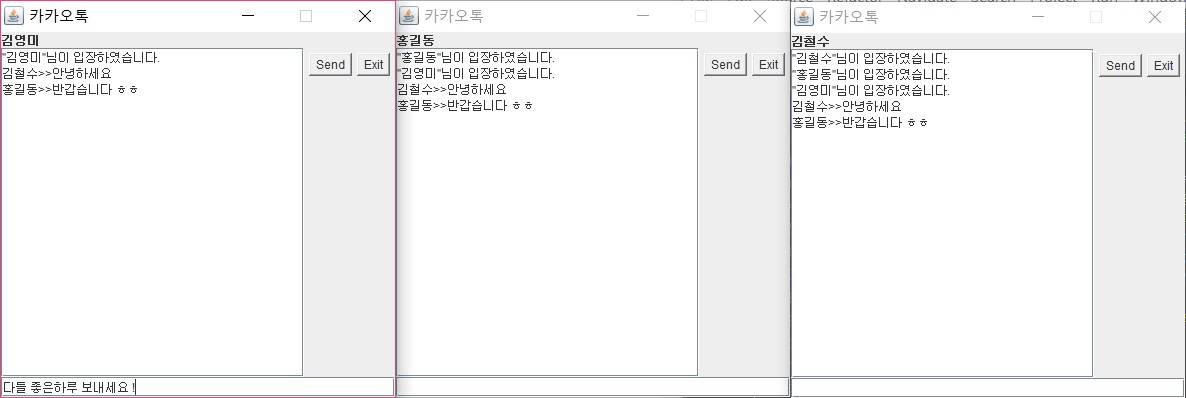 카카오톡
김영미
"김영미"님이 입장하였습니다.
김철수>>안녕하세요
홍길동>>반갑습니다 ㅎㅎ
Send Exit
다들 좋은하루 보내세요 !
카카오톡
홍길동
"홍길동"님이 입장하였습니다.
"김영미"님이 입장하였습니다.
김철수>>안녕하세요
홍길동>>반갑습니다 ㅎㅎ
Send Exit
카카오톡
김철수
"김철수"님이 입장하였습니다.
"홍길동"님이 입장하였습니다.
"김영미"님이 입장하였습니다.
김철수>>안녕하세요
홍길동>>반갑습니다 ㅎㅎ
Send Exit